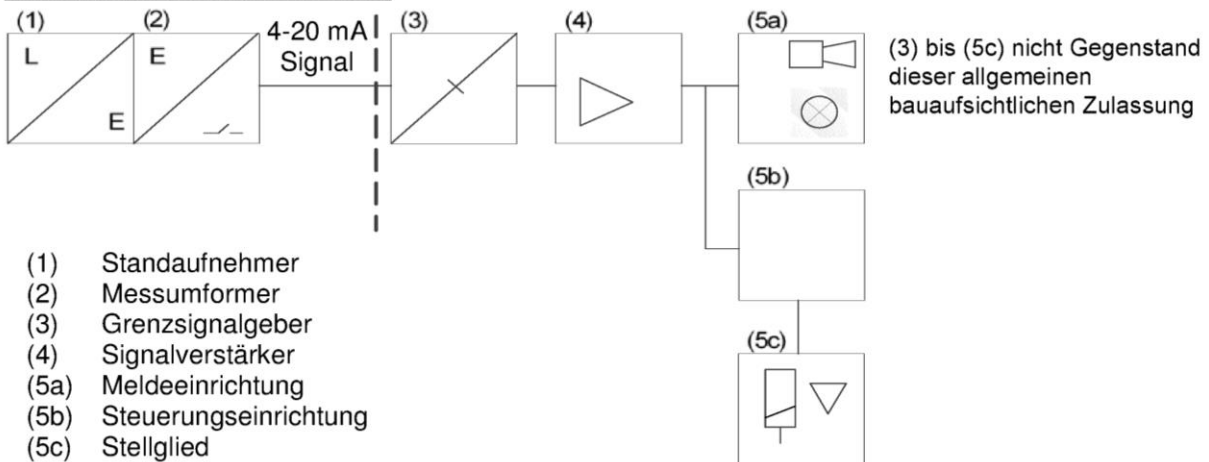 (1)
(2)
4-20 mA
Signal
(3)
(4)
(5a)
L
E
E
(3) bis (5c) nicht Gegenstand
dieser allgemeinen
bauaufsichtlichen Zulassung
(5b)
(5c)
(1) Standaufnehmer
(2) Messumformer
(3) Grenzsignalgeber
(4) Signalverstärker
(5a) Meldeeinrichtung
(5b) Steuerungseinrichtung
(5c) Stellglied